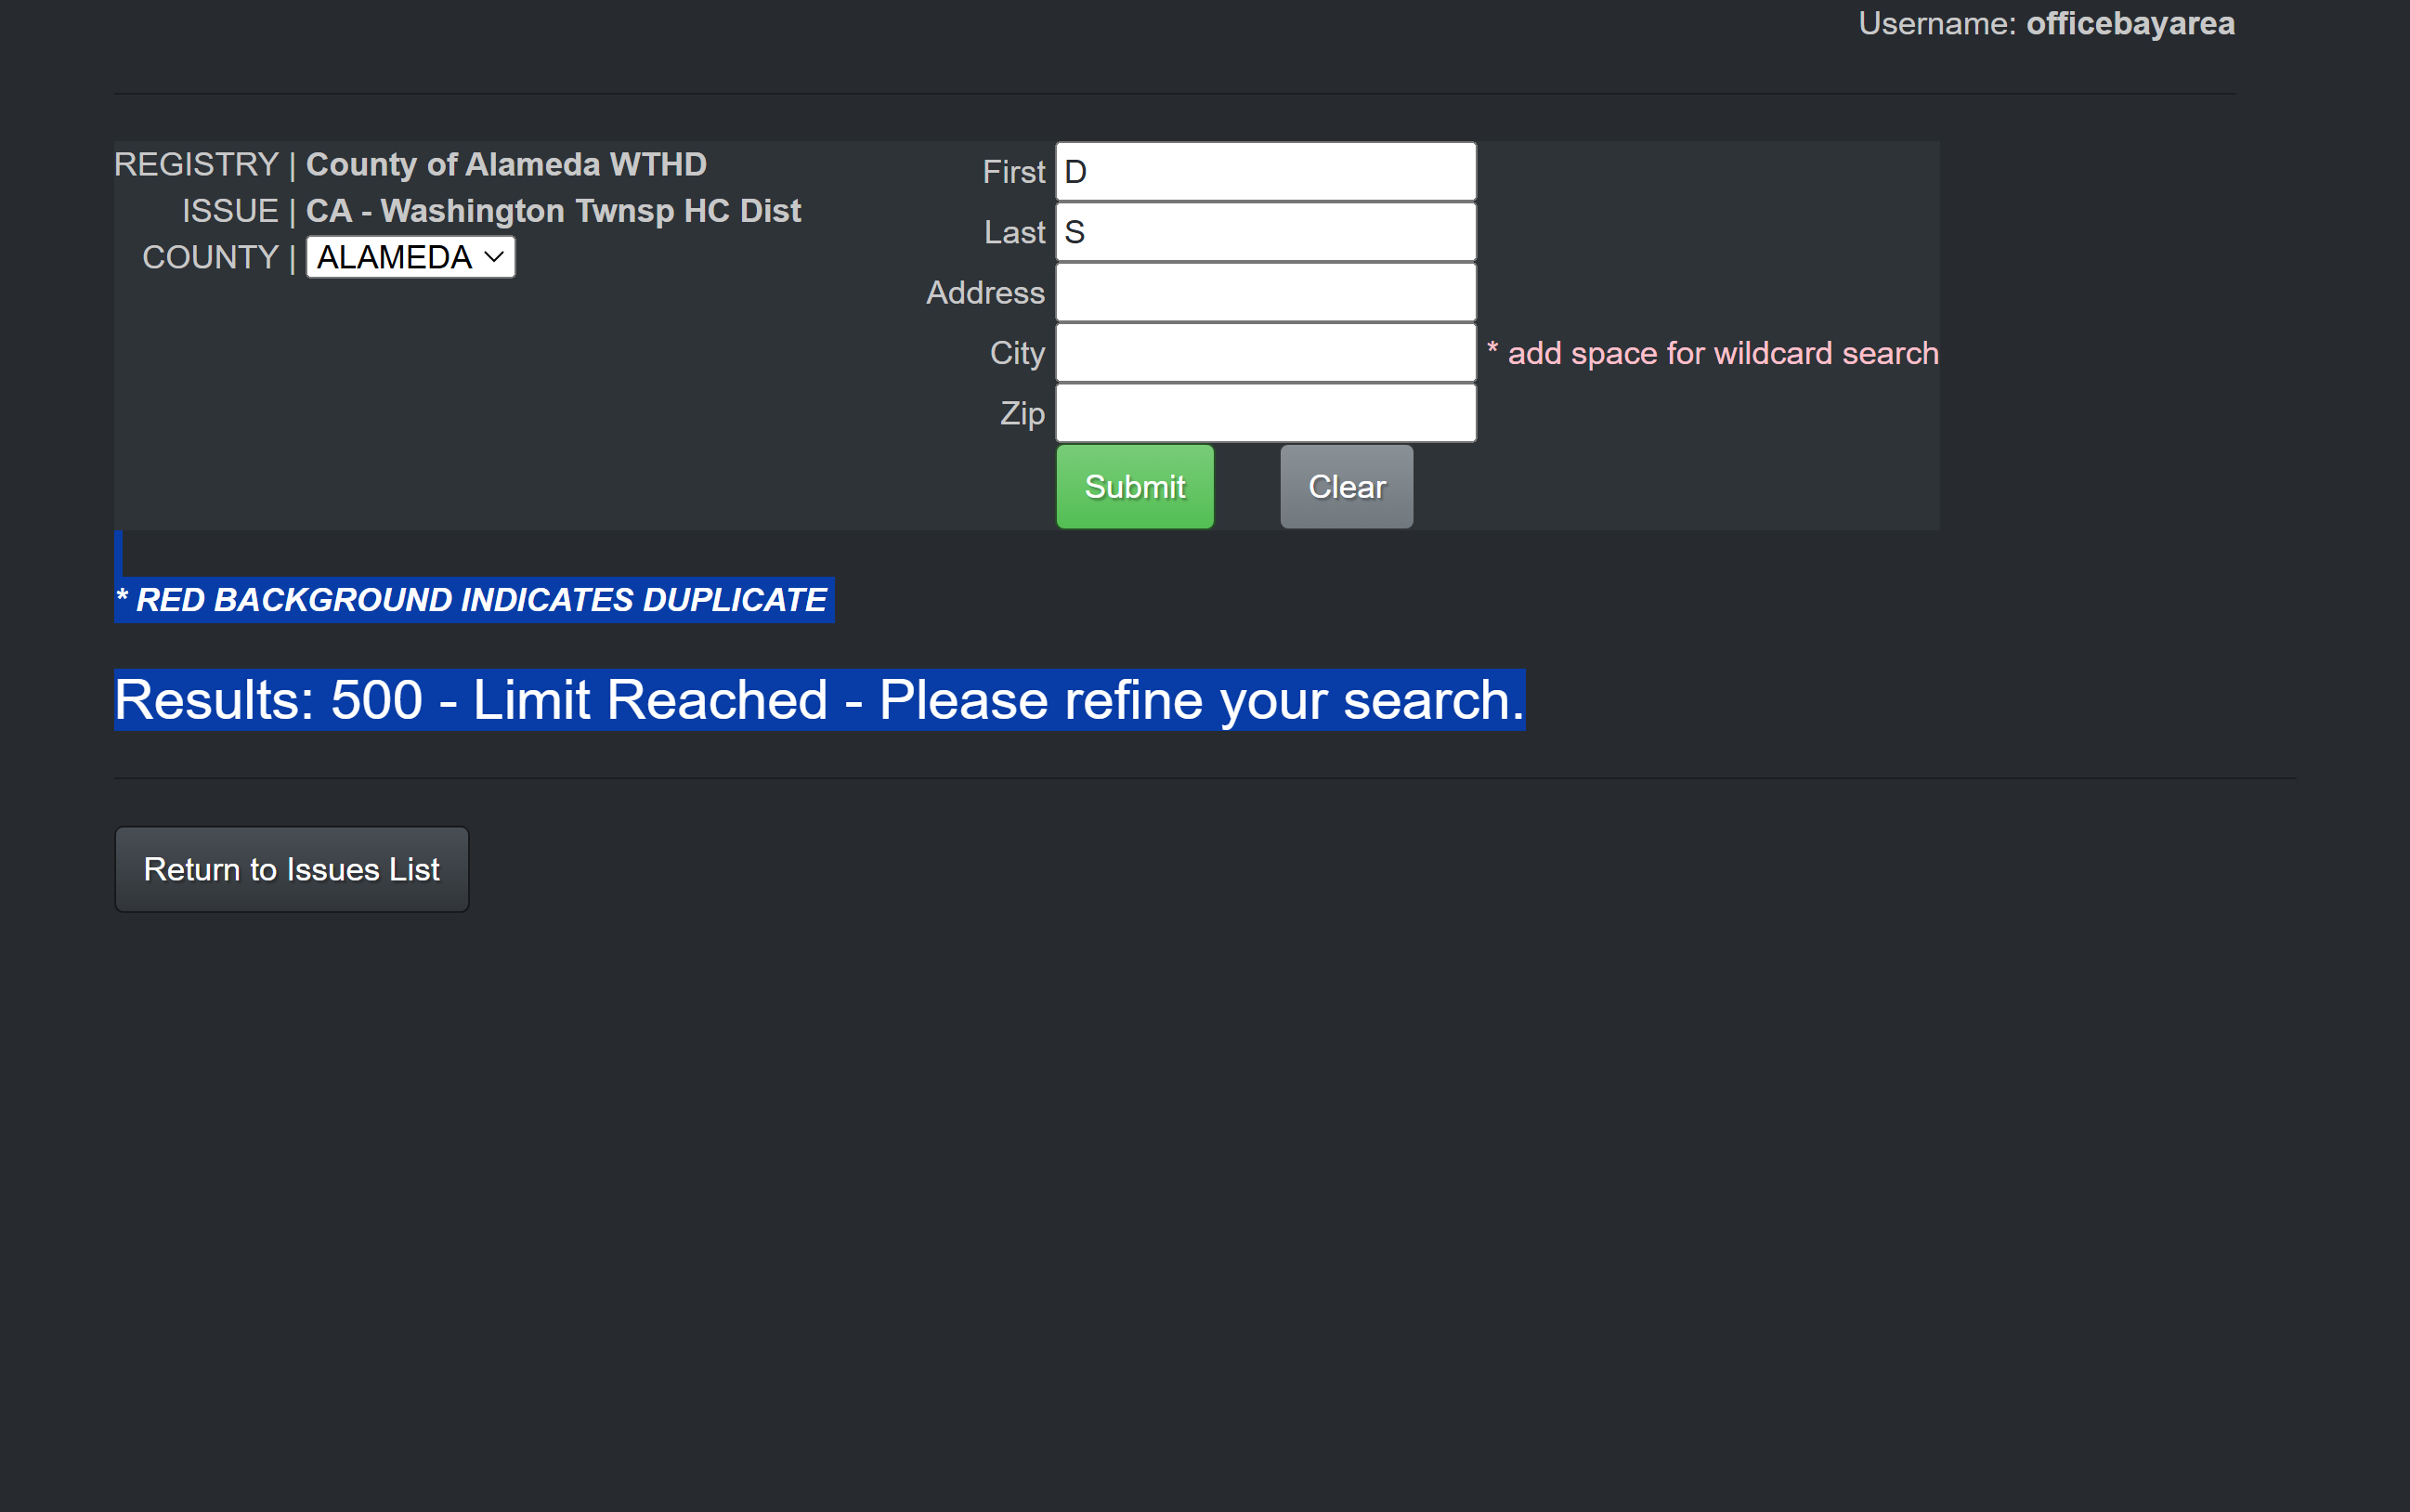 Username: officebayarea
REGISTRY | County of Alameda WTHD
ISSUE | CA - Washington Twnsp HC Dist
COUNTY | ALAMEDA
First D
Last S
Address
City * add space for wildcard search
Zip
Submit Clear
* RED BACKGROUND INDICATES DUPLICATE
Results: 500 - Limit Reached - Please refine your search.
Return to Issues List